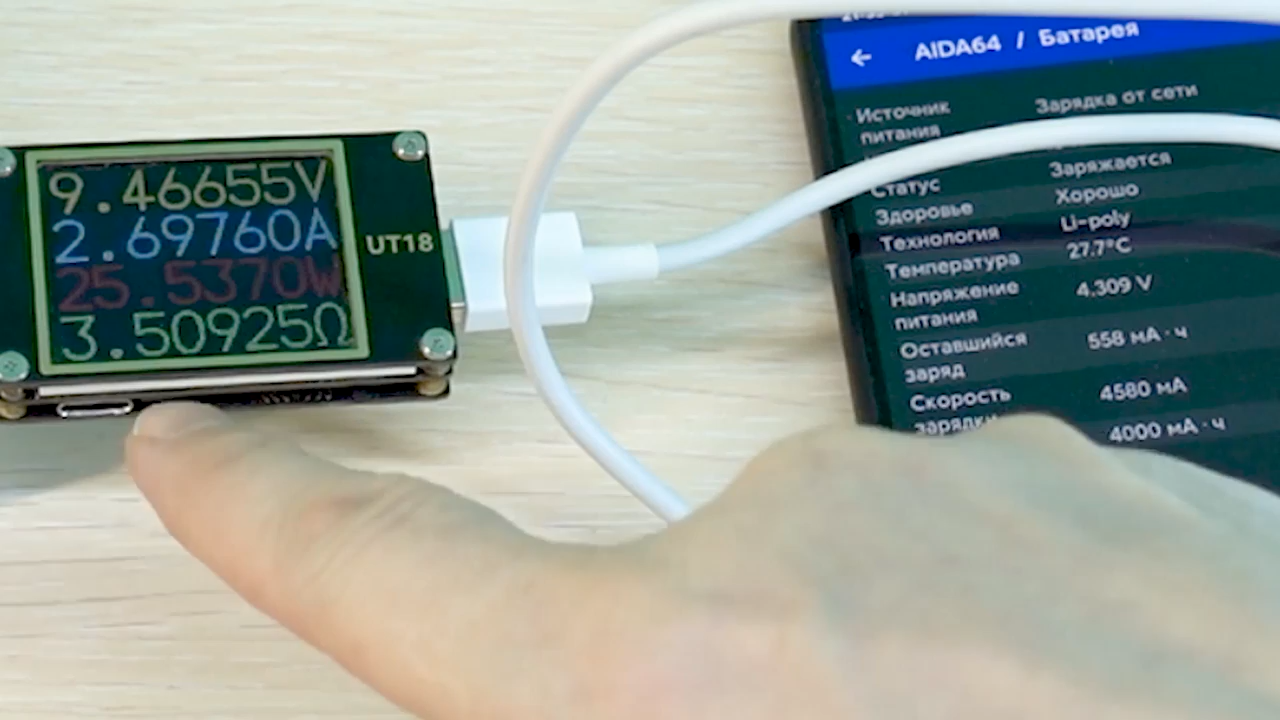 9.46655V
2.69760A
25.5370W
3.50925Ω
UT18
AIDA64 / Батарея
Источник питания Зарядка от сети
Статус Заряжается
Здоровье Хорошо
Технология Li-poly
Температура 27.7°C
Напряжение питания 4.309 V
Оставшийся заряд 558 мА·ч
Скорость зарядки 4580 мА
4000 мА·ч